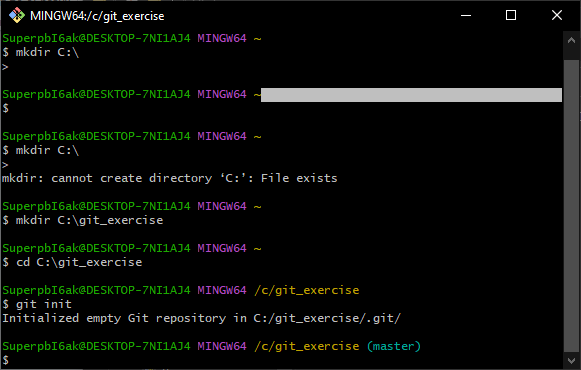 MINGW64:/c/git_exercise
SuperpbI6ak@DESKTOP-7NI1AJ4 MINGW64 ~
$ mkdir C:\
>
SuperpbI6ak@DESKTOP-7NI1AJ4 MINGW64 ~
$
SuperpbI6ak@DESKTOP-7NI1AJ4 MINGW64 ~
$ mkdir C:\
>
mkdir: cannot create directory ‘C:’: File exists
SuperpbI6ak@DESKTOP-7NI1AJ4 MINGW64 ~
$ mkdir C:\git_exercise
SuperpbI6ak@DESKTOP-7NI1AJ4 MINGW64 ~
$ cd C:\git_exercise
SuperpbI6ak@DESKTOP-7NI1AJ4 MINGW64 /c/git_exercise
$ git init
Initialized empty Git repository in C:/git_exercise/.git/
SuperpbI6ak@DESKTOP-7NI1AJ4 MINGW64 /c/git_exercise (master)
$